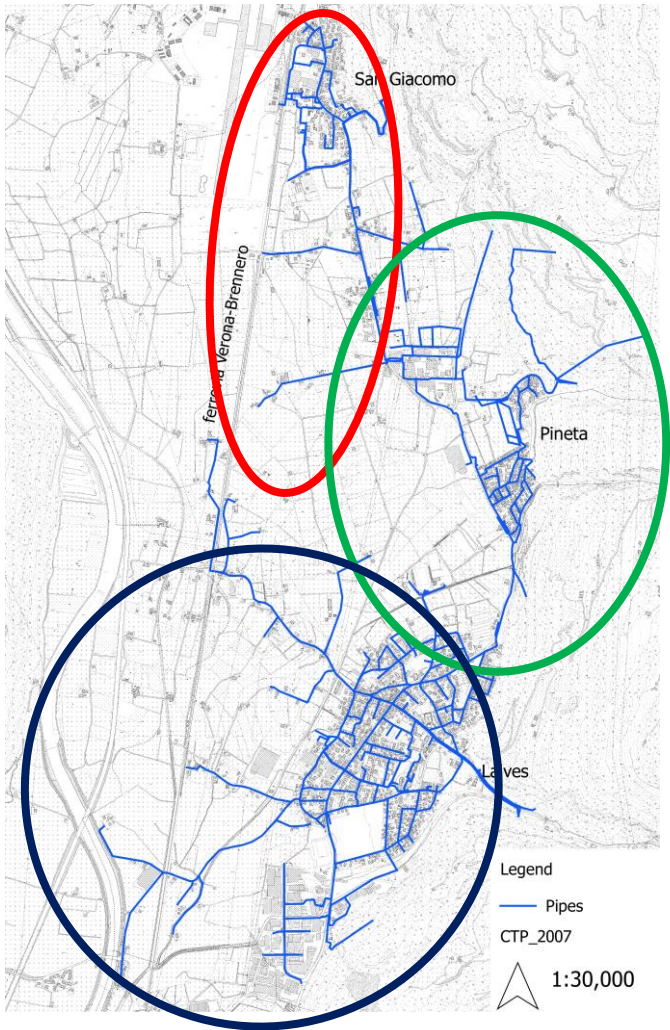 San Giacomo
ferrovia Verona-Brennero
Pineta
Laives
Legend
Pipes
CTP_2007
1:30,000